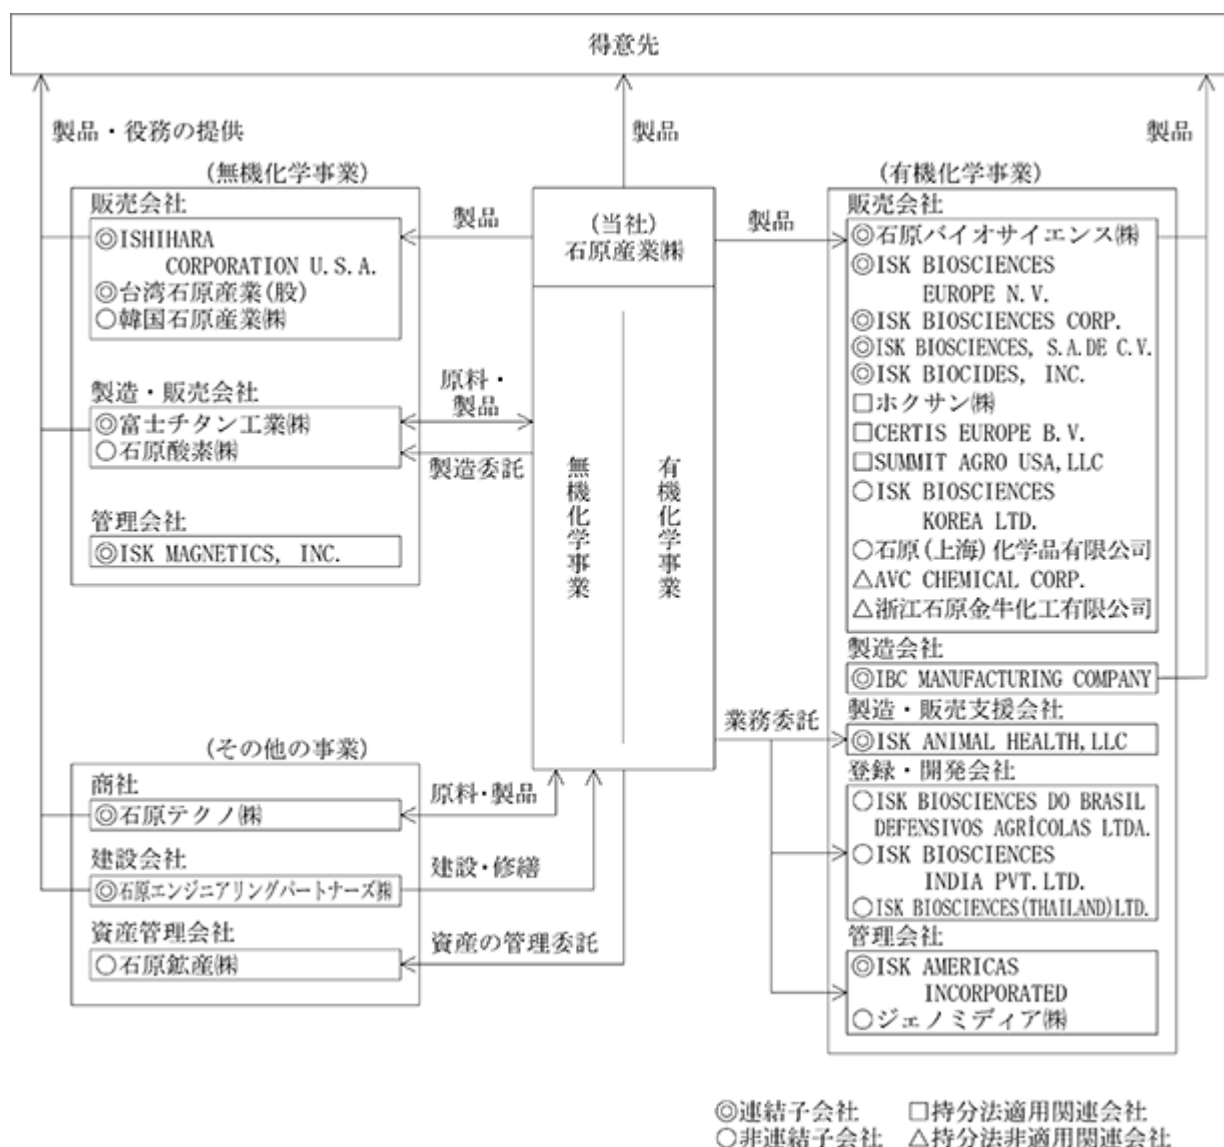 得意先
製品・役務の提供
製品
製品
(無機化学事業)
販売会社
◎ISHIHARA
CORPORATION U.S.A.
◎台湾石原産業(股)
○韓国石原産業㈱
製造・販売会社
◎富士チタン工業㈱
○石原酸素㈱
管理会社
◎ISK MAGNETICS, INC.
製品
原料・
製品
製造委託
(当社)
石原産業㈱
無機化学事業
有機化学事業
製品
業務委託
(有機化学事業)
販売会社
◎石原バイオサイエンス㈱
◎ISK BIOSCIENCES
EUROPE N.V.
◎ISK BIOSCIENCES CORP.
◎ISK BIOSCIENCES, S.A.DE C.V.
◎ISK BIOCIDES, INC.
□ホクサン㈱
□CERTIS EUROPE B.V.
□SUMMIT AGRO USA,LLC
○ISK BIOSCIENCES
KOREA LTD.
○石原(上海)化学品有限公司
△AVC CHEMICAL CORP.
△浙江石原金牛化工有限公司
製造会社
◎IBC MANUFACTURING COMPANY
製造・販売支援会社
◎ISK ANIMAL HEALTH,LLC
登録・開発会社
○ISK BIOSCIENCES DO BRASIL
DEFENSIVOS AGRÍCOLAS LTDA.
○ISK BIOSCIENCES
INDIA PVT.LTD.
○ISK BIOSCIENCES(THAILAND)LTD.
管理会社
◎ISK AMERICAS
INCORPORATED
○ジェノミディア㈱
(その他の事業)
商社
◎石原テクノ㈱
建設会社
◎石原エンジニアリングパートナーズ㈱
資産管理会社
○石原鉱産㈱
原料・製品
建設・修繕
資産の管理委託
◎連結子会社 □持分法適用関連会社
○非連結子会社 △持分法非適用関連会社